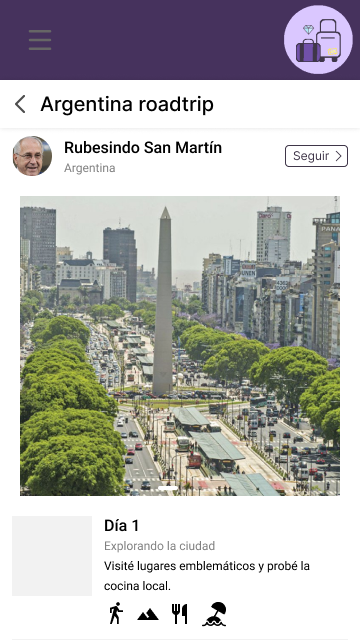 Argentina roadtrip
Rubesindo San Martín
Argentina
Seguir
Día 1
Explorando la ciudad
Visité lugares emblemáticos y probé la
cocina local.